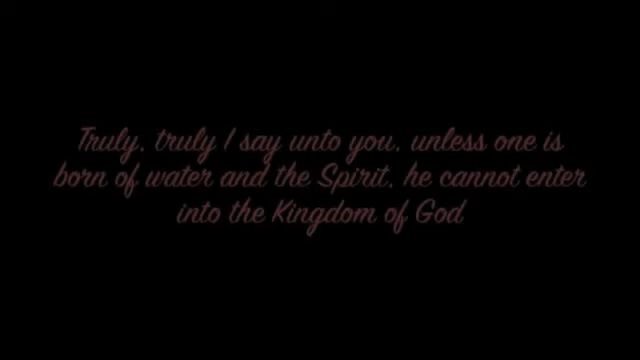 Truly, truly I say unto you, unless one is
born of water and the Spirit, he cannot enter
into the Kingdom of God